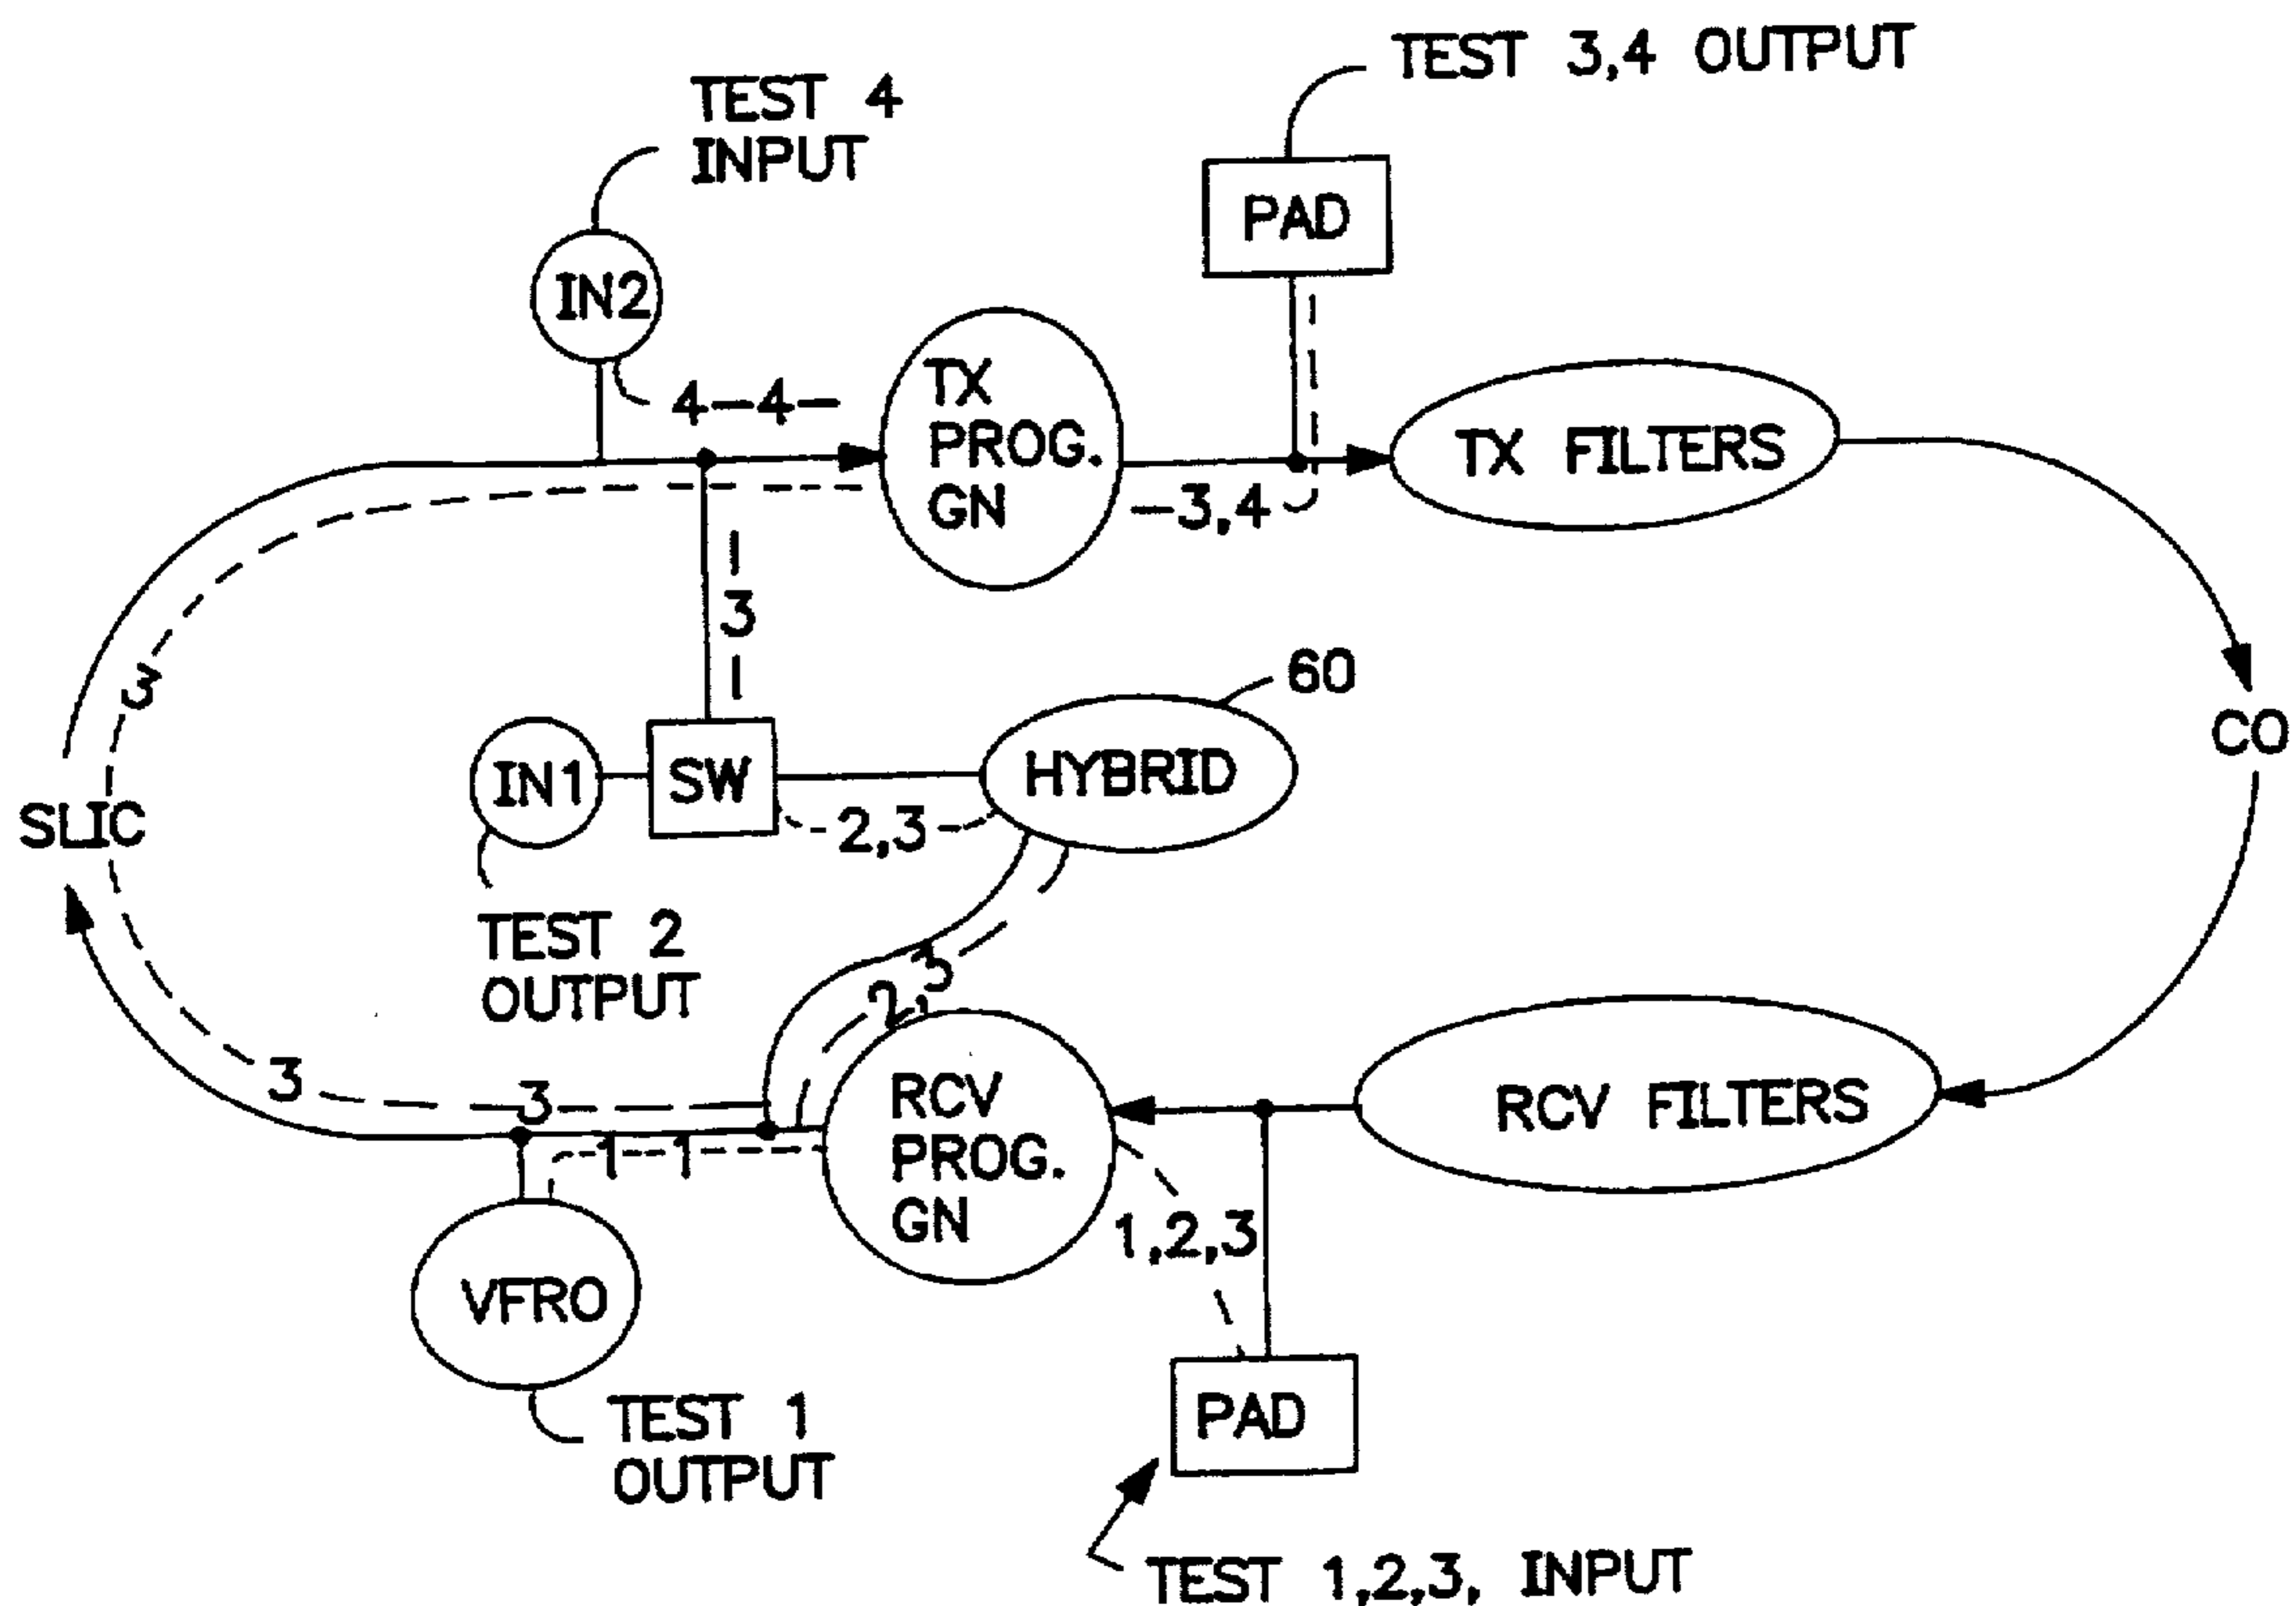 TEST 3,4 OUTPUT
TEST 4
INPUT
PAD
IN2
4-4-
TX
PROG.
GN
TX FILTERS
-3,4
3
3
60
CO
IN1
SW
HYBRID
SLIC
-2,3-
TEST 2
OUTPUT
2,3
3
3
1 1
RCV
PROG.
GN
RCV FILTERS
1,2,3
VFRO
PAD
TEST 1
OUTPUT
TEST 1,2,3, INPUT